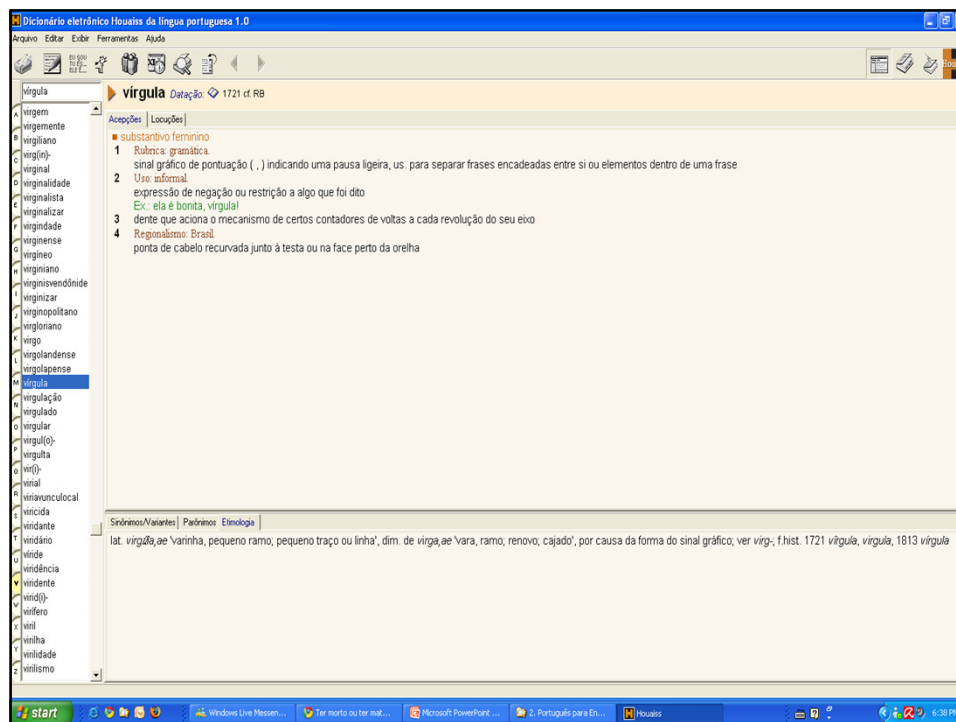 Dicionário eletrônico Houaiss da língua portuguesa 1.0
Arquivo Editar Exibir Ferramentas Ajuda
EU SOU
TU ÉS...
ELE É...
Hou
vírgula
vírgula Datação: 1721 cf. RB
Acepções Locuções
substantivo feminino
1 Rubrica: gramática.
sinal gráfico de pontuação ( , ) indicando uma pausa ligeira, us. para separar frases encadeadas entre si ou elementos dentro de uma frase
2 Uso: informal.
expressão de negação ou restrição a algo que foi dito
Ex.: ela é bonita, vírgula!
3 dente que aciona o mecanismo de certos contadores de voltas a cada revolução do seu eixo
4 Regionalismo: Brasil.
ponta de cabelo recurvada junto à testa ou na face perto da orelha
A
B
C
D
E
F
G
H
I
J
K
L
M
N
O
P
Q
R
S
T
U
V
W
X
Y
Z
virgem
virgemente
virgiliano
virg(in)-
virginal
virginalidade
virginalista
virginalizar
virgindade
virginense
virgíneo
virginiano
virginisvendônide
virginizar
virginopolitano
virgloriano
virgo
virgolandense
virgolapense
vírgula
virgulação
virgulado
virgular
virgul(o)-
virgulta
vir(i)-
virial
viriavunculocal
viricida
viridante
viridário
víride
viridência
viridente
virid(i)-
virífero
viril
virilha
virilidade
virilismo
Sinônimos/Variantes Parônimos Etimologia
lat. virgŭla,ae 'varinha, pequeno ramo; pequeno traço ou linha', dim. de virga,ae 'vara, ramo; renovo; cajado', por causa da forma do sinal gráfico; ver virg-; f.hist. 1721 vîrgula, virgula, 1813 vírgula
start
Windows Live Messen...
Ter morto ou ter mat...
Microsoft PowerPoint ...
2. Português para En...
Houaiss
6:38 PM